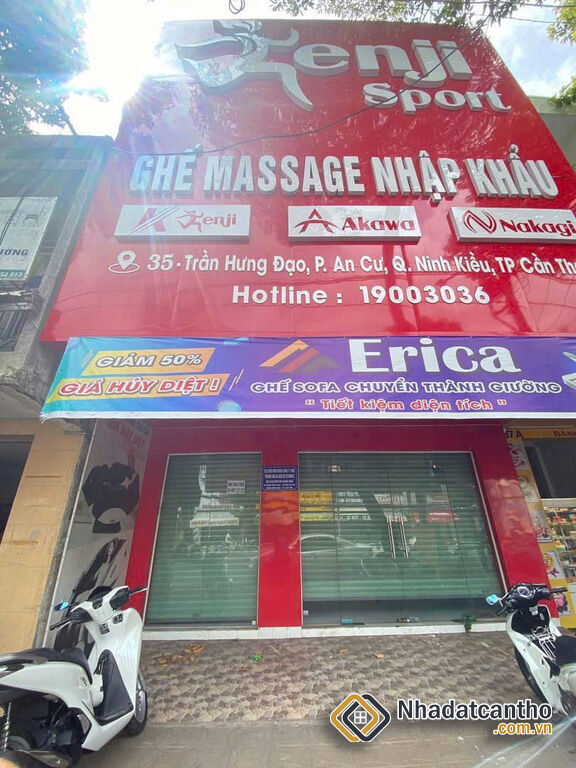 Kenji
Sport
GHẾ MASSAGE NHẬP KHẨU
Kenji
Akawa
Nakagi
35 - Trần Hưng Đạo, P. An Cư, Q. Ninh Kiều, TP Cần Th
Hotline : 19003036
GIẢM 50%
GIÁ HỦY DIỆT !
Erica
GHẾ SOFA CHUYỂN THÀNH GIƯỜNG
“ Tiết kiệm diện tích ”
Nhadatcantho
.com.vn